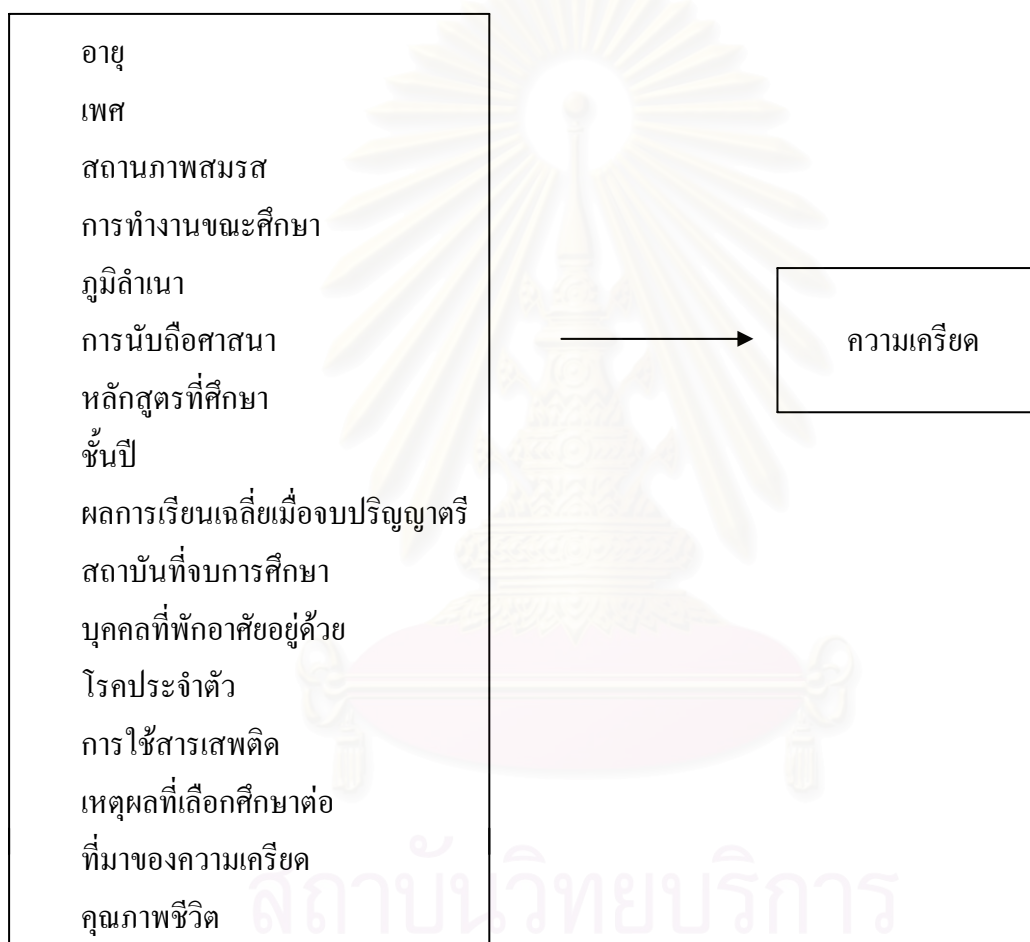 อายุ
เพศ
สถานภาพสมรส
การทำงานขณะศึกษา
ภูมิลำเนา
การนับถือศาสนา
หลักสูตรที่ศึกษา
ชั้นปี
ผลการเรียนเฉลี่ยเมื่อจบปริญญาตรี
สถาบันที่จบการศึกษา
บุคคลที่พักอาศัยอยู่ด้วย
โรคประจำตัว
การใช้สารเสพติด
เหตุผลที่เลือกศึกษาต่อ
ที่มาของความเครียด
คุณภาพชีวิต
ความเครียด
สถาบันวิทยบริการ